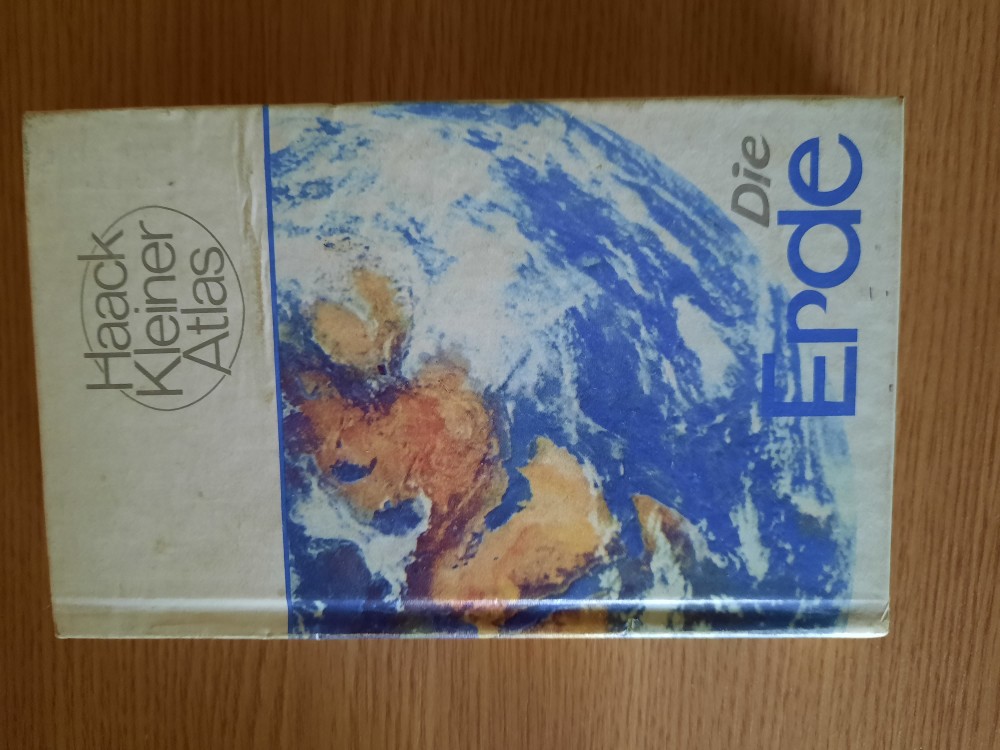 Haack
Kleiner
Atlas
Die
Erde